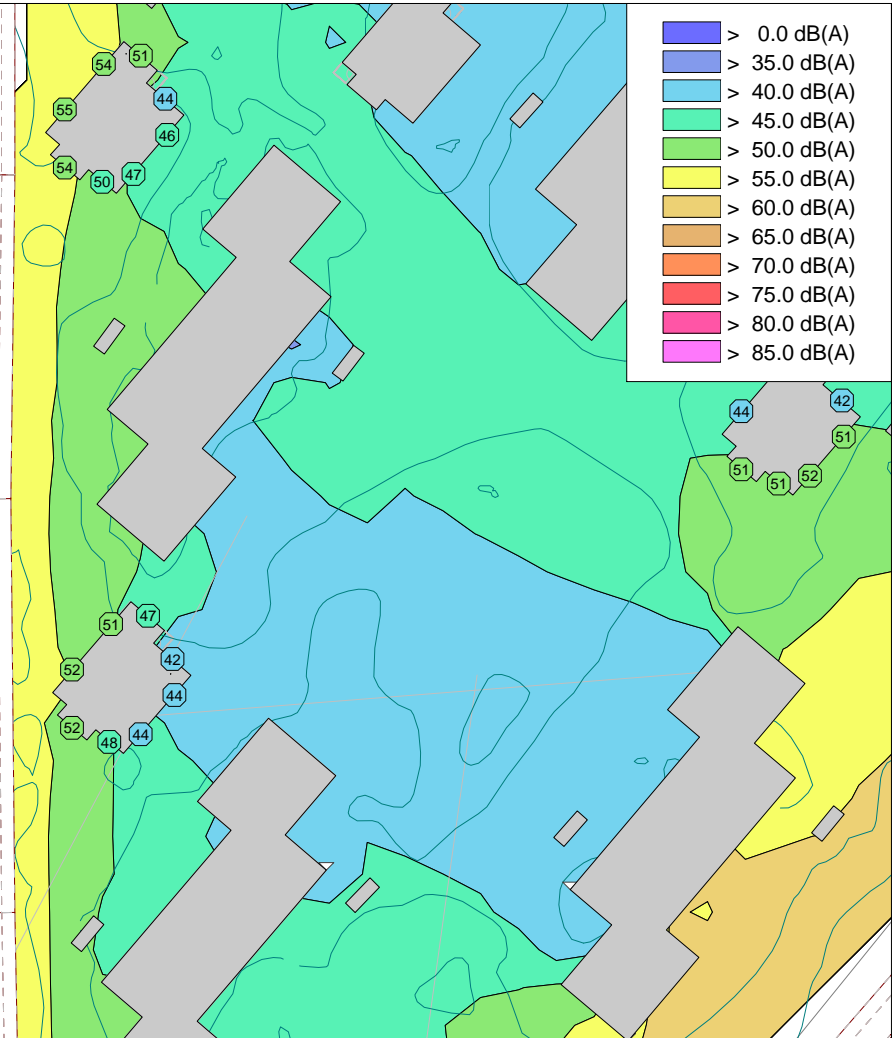 > 0.0 dB(A)
> 35.0 dB(A)
> 40.0 dB(A)
> 45.0 dB(A)
> 50.0 dB(A)
> 55.0 dB(A)
> 60.0 dB(A)
> 65.0 dB(A)
> 70.0 dB(A)
> 75.0 dB(A)
> 80.0 dB(A)
> 85.0 dB(A)
51
54
44
55
46
54
50
47
44
42
51
51
52
51
47
51
42
52
44
52
44
48